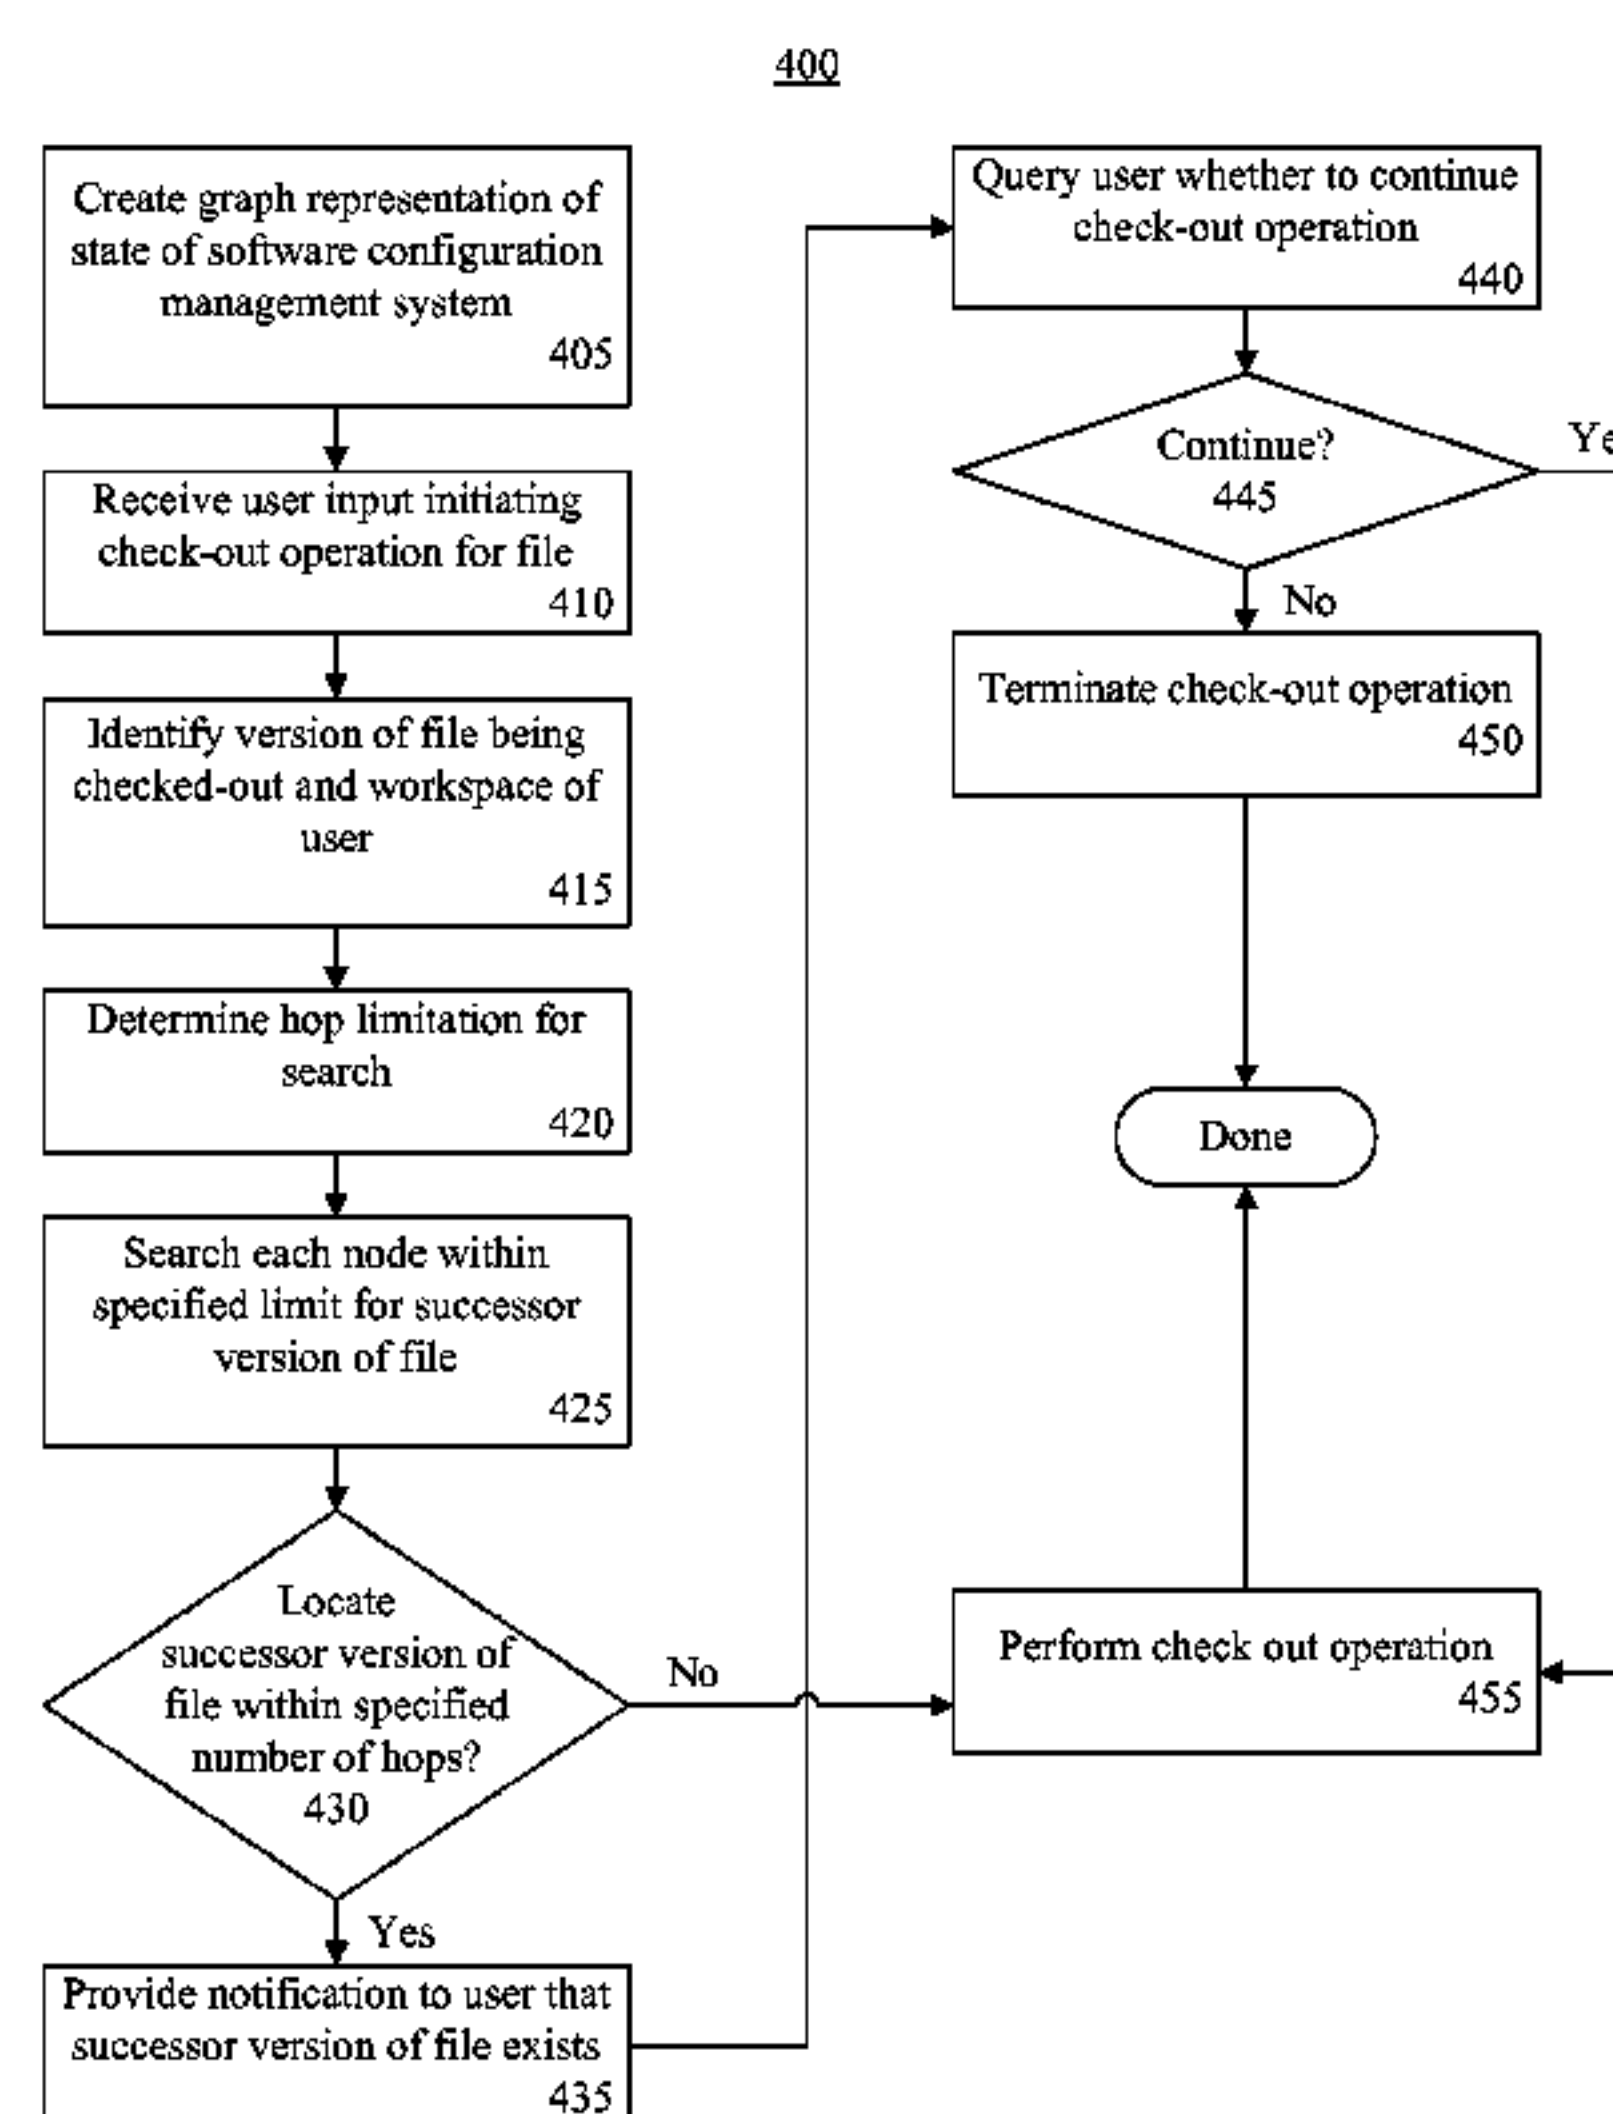 400
Create graph representation of
state of software configuration
management system
405
Receive user input initiating
check-out operation for file
410
Identify version of file being
checked-out and workspace of
user
415
Determine hop limitation for
search
420
Search each node within
specified limit for successor
version of file
425
Locate
successor version of
file within specified
number of hops?
430
No
Yes
Provide notification to user that
successor version of file exists
435
Query user whether to continue
check-out operation
440
Continue?
445
Ye
No
Terminate check-out operation
450
Done
Perform check out operation
455